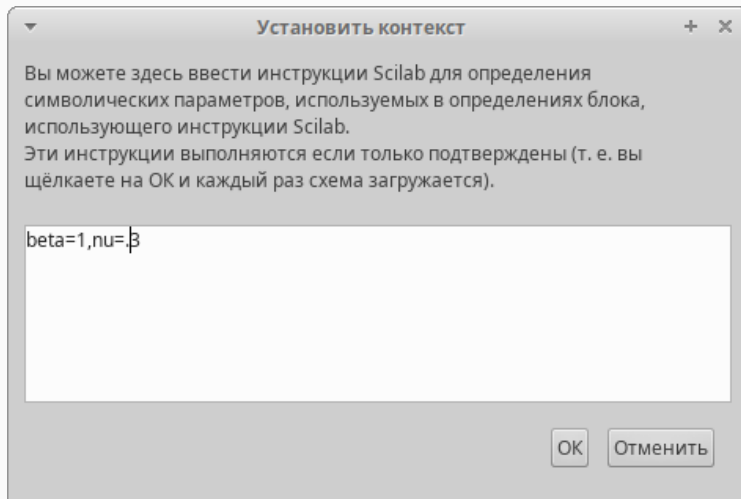 Установить контекст
Вы можете здесь ввести инструкции Scilab для определения
символических параметров, используемых в определениях блока,
использующего инструкции Scilab.
Эти инструкции выполняются если только подтверждены (т. е. вы
щёлкаете на ОК и каждый раз схема загружается).
beta=1,nu=.3
ОК
Отменить